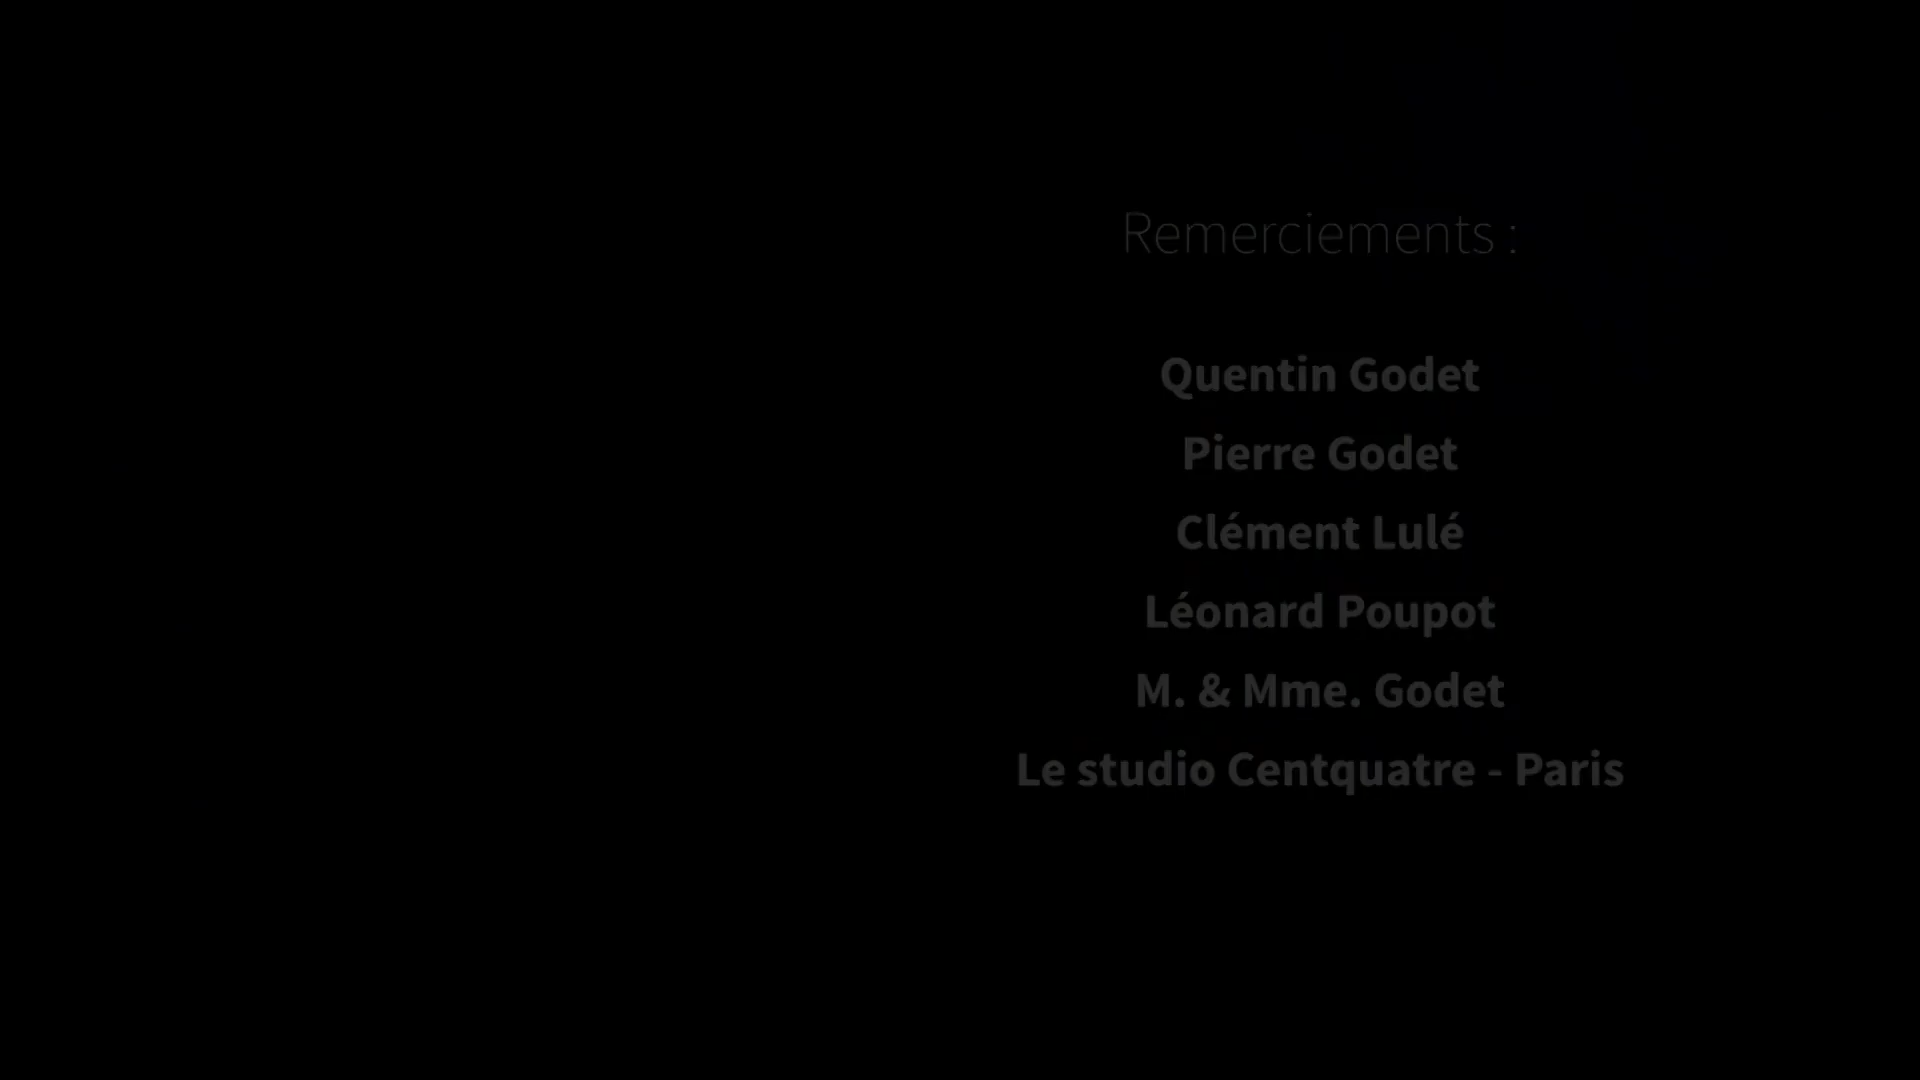 Remerciements :
Quentin Godet
Pierre Godet
Clément Lulé
Léonard Poupot
M. & Mme. Godet
Le studio Centquatre - Paris